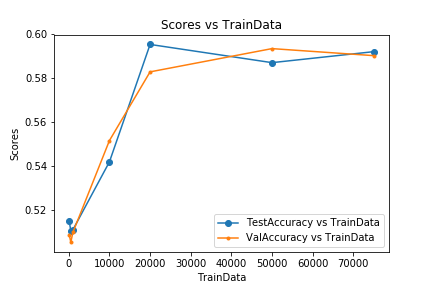 Scores vs TrainData
0.60
0.58
0.56
0.54
0.52
Scores
TestAccuracy vs TrainData
ValAccuracy vs TrainData
0 10000 20000 30000 40000 50000 60000 70000
TrainData